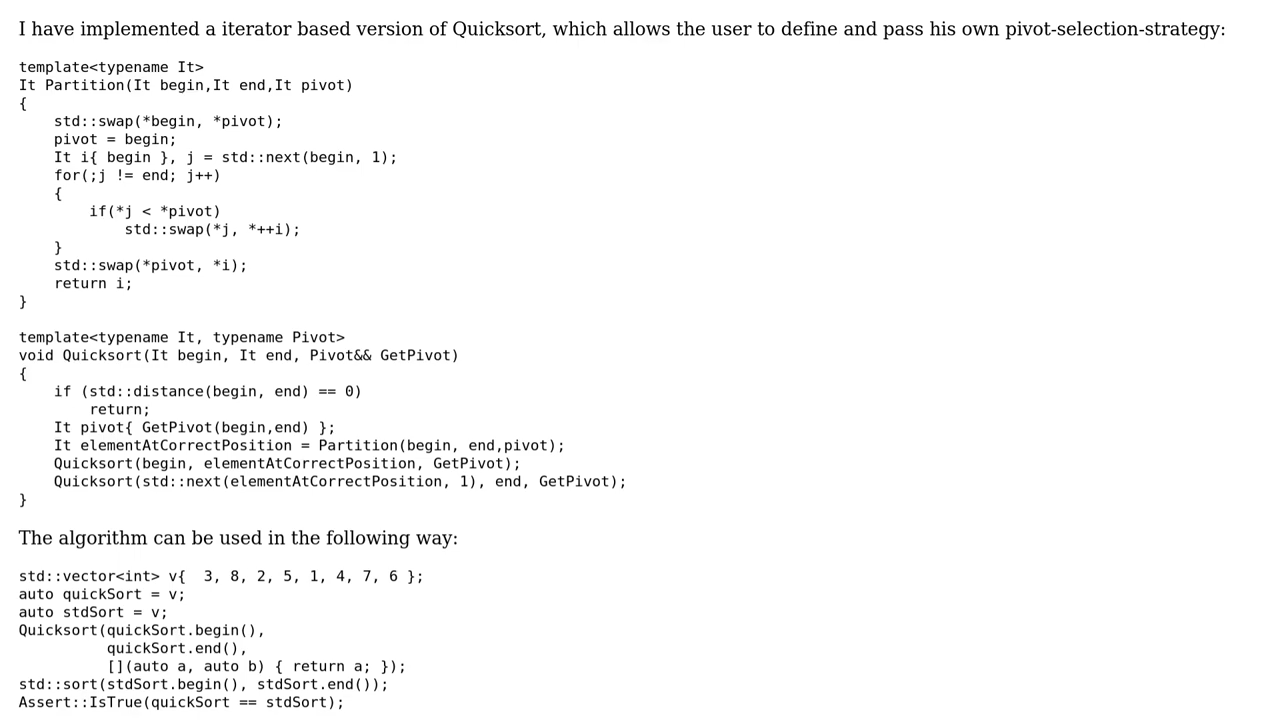 I have implemented a iterator based version of Quicksort, which allows the user to define and pass his own pivot-selection-strategy:
template<typename It>
It Partition(It begin,It end,It pivot)
{
    std::swap(*begin, *pivot);
    pivot = begin;
    It i{ begin }, j = std::next(begin, 1);
    for(;j != end; j++)
    {
        if(*j < *pivot)
            std::swap(*j, *++i);
    }
    std::swap(*pivot, *i);
    return i;
}
template<typename It, typename Pivot>
void Quicksort(It begin, It end, Pivot&& GetPivot)
{
    if (std::distance(begin, end) == 0)
        return;
    It pivot{ GetPivot(begin,end) };
    It elementAtCorrectPosition = Partition(begin, end,pivot);
    Quicksort(begin, elementAtCorrectPosition, GetPivot);
    Quicksort(std::next(elementAtCorrectPosition, 1), end, GetPivot);
}
The algorithm can be used in the following way:
std::vector<int> v{  3, 8, 2, 5, 1, 4, 7, 6 };
auto quickSort = v;
auto stdSort = v;
Quicksort(quickSort.begin(),
          quickSort.end(),
          [](auto a, auto b) { return a; });
std::sort(stdSort.begin(), stdSort.end());
Assert::IsTrue(quickSort == stdSort);